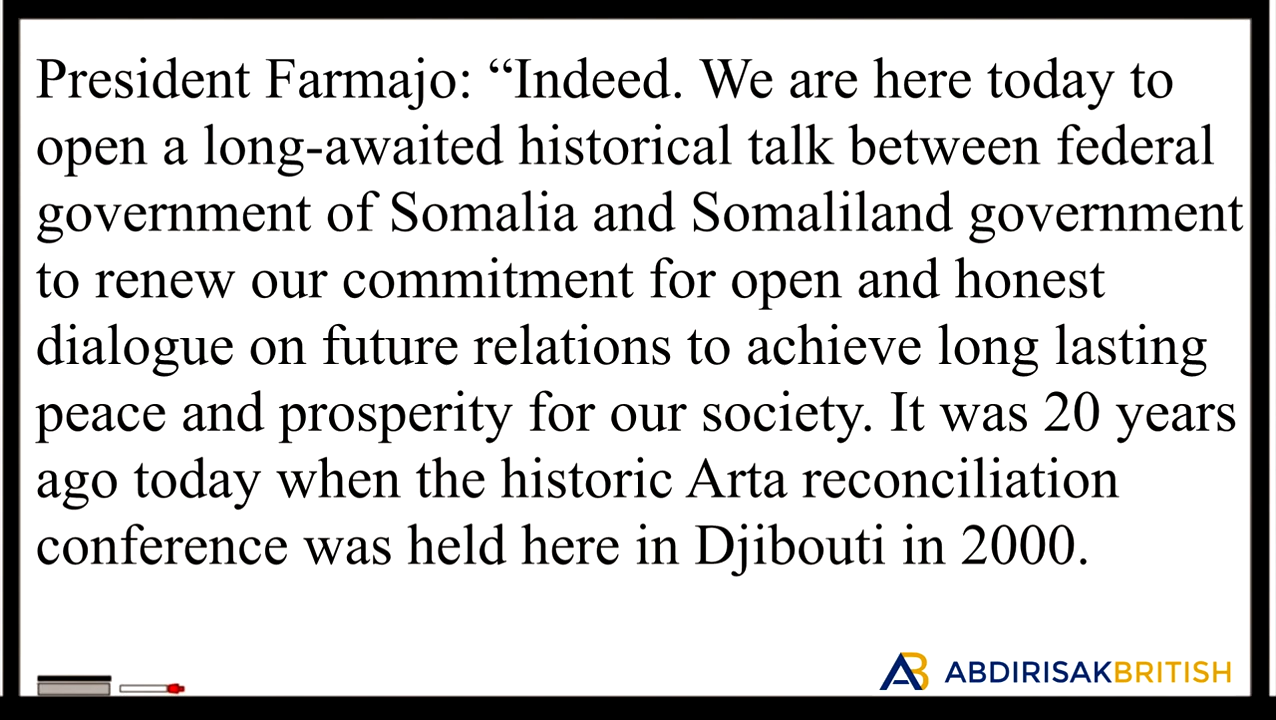 President Farmajo: “Indeed. We are here today to
open a long-awaited historical talk between federal
government of Somalia and Somaliland government
to renew our commitment for open and honest
dialogue on future relations to achieve long lasting
peace and prosperity for our society. It was 20 years
ago today when the historic Arta reconciliation
conference was held here in Djibouti in 2000.
AB ABDIRISAKBRITISH